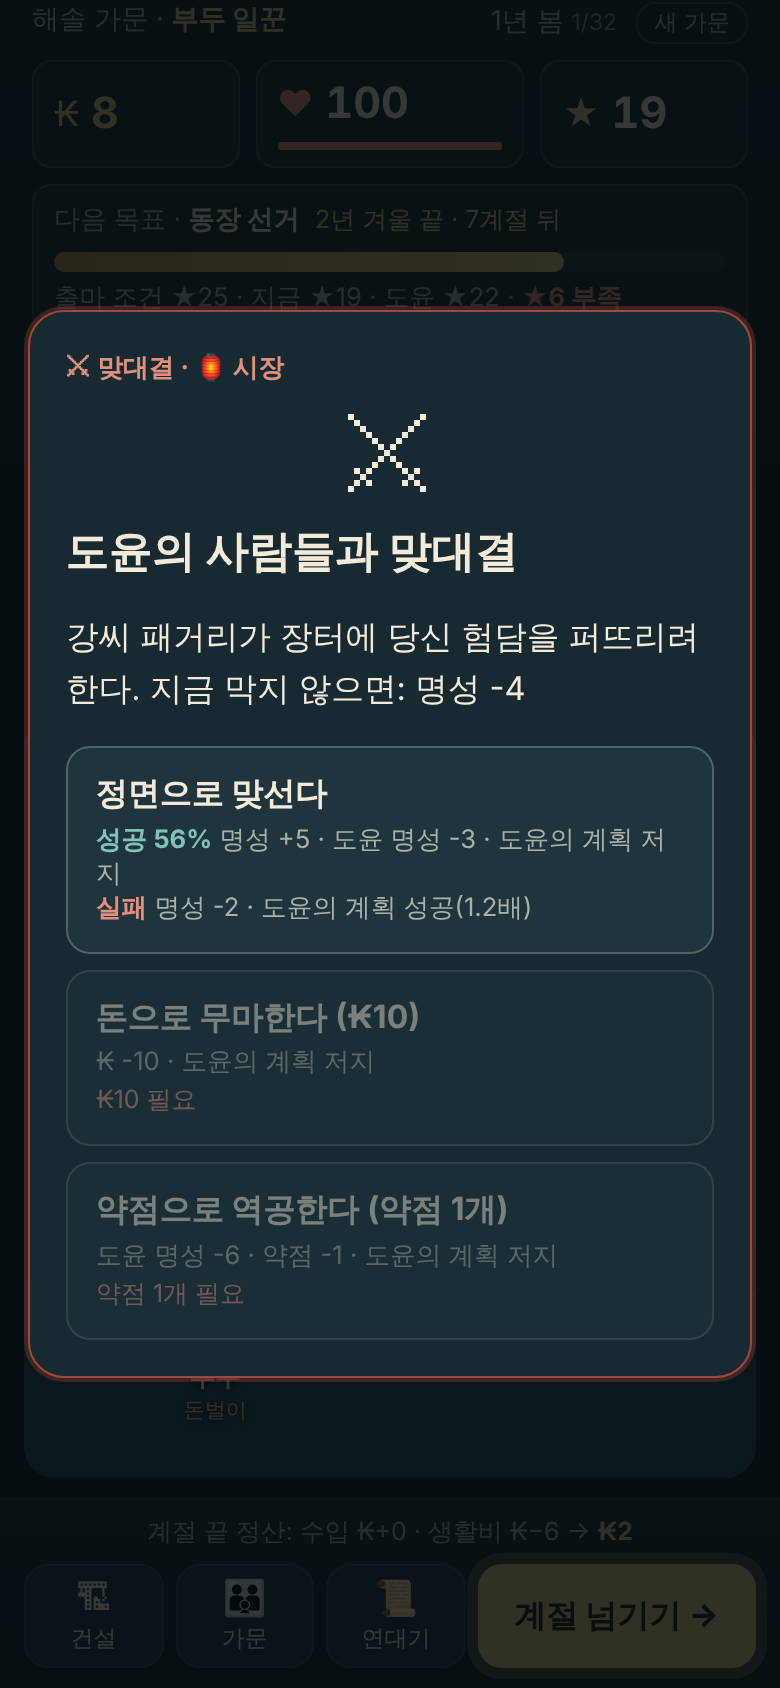 해솔 가문 · 부두 일꾼 1년 봄 1/32 새 가문
₭ 8 100 ★ 19
다음 목표 · 동장 선거 2년 겨울 끝 · 7계절 뒤
출마 조건 ★25 · 지금 ★19 · 도윤 ★22 · ★6 부족
⚔ 맞대결 · 🏮 시장
도윤의 사람들과 맞대결
강씨 패거리가 장터에 당신 험담을 퍼뜨리려
한다. 지금 막지 않으면: 명성 -4
정면으로 맞선다
성공 56% 명성 +5 · 도윤 명성 -3 · 도윤의 계획 저
지
실패 명성 -2 · 도윤의 계획 성공(1.2배)
돈으로 무마한다 (₭10)
₭ -10 · 도윤의 계획 저지
₭10 필요
약점으로 역공한다 (약점 1개)
도윤 명성 -6 · 약점 -1 · 도윤의 계획 저지
약점 1개 필요
돈벌이
계절 끝 정산: 수입 ₭+0 · 생활비 ₭−6 → ₭2
건설 가문 연대기 계절 넘기기 →